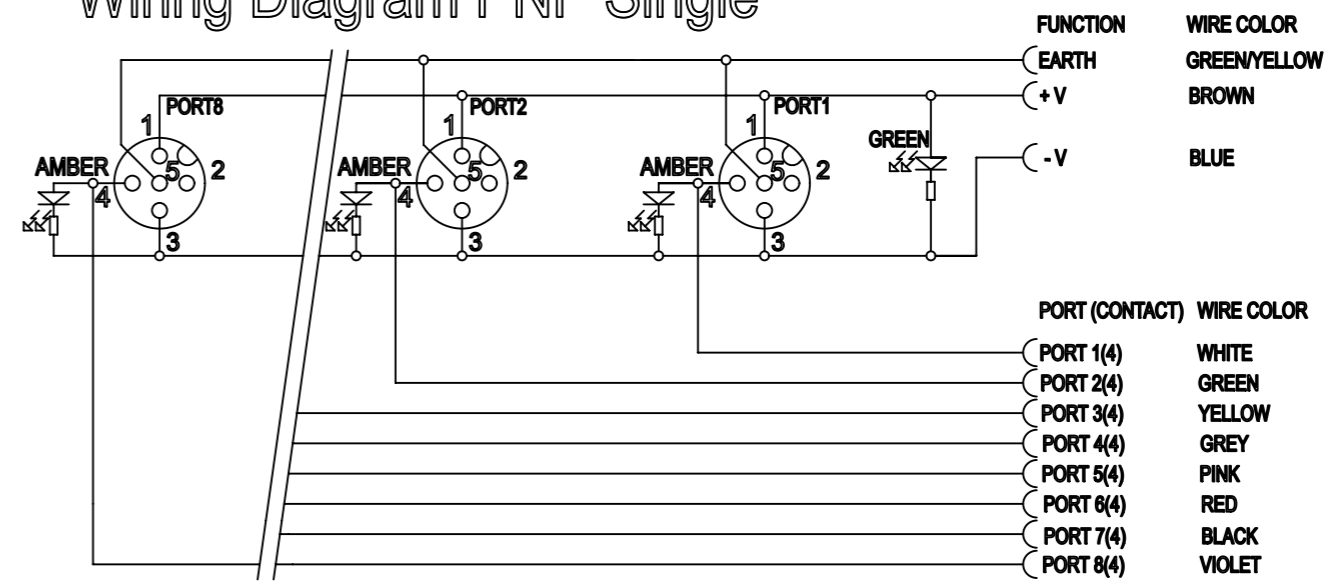 Wiring Diagram PNP Single
FUNCTION WIRE COLOR
EARTH GREEN/YELLOW
+ V BROWN
- V BLUE
PORT8 PORT2 PORT1
1 1 1
GREEN
AMBER 5 2 AMBER 5 2 AMBER 5 2
4 4 4
3 3 3
PORT (CONTACT) WIRE COLOR
PORT 1(4) WHITE
PORT 2(4) GREEN
PORT 3(4) YELLOW
PORT 4(4) GREY
PORT 5(4) PINK
PORT 6(4) RED
PORT 7(4) BLACK
PORT 8(4) VIOLET